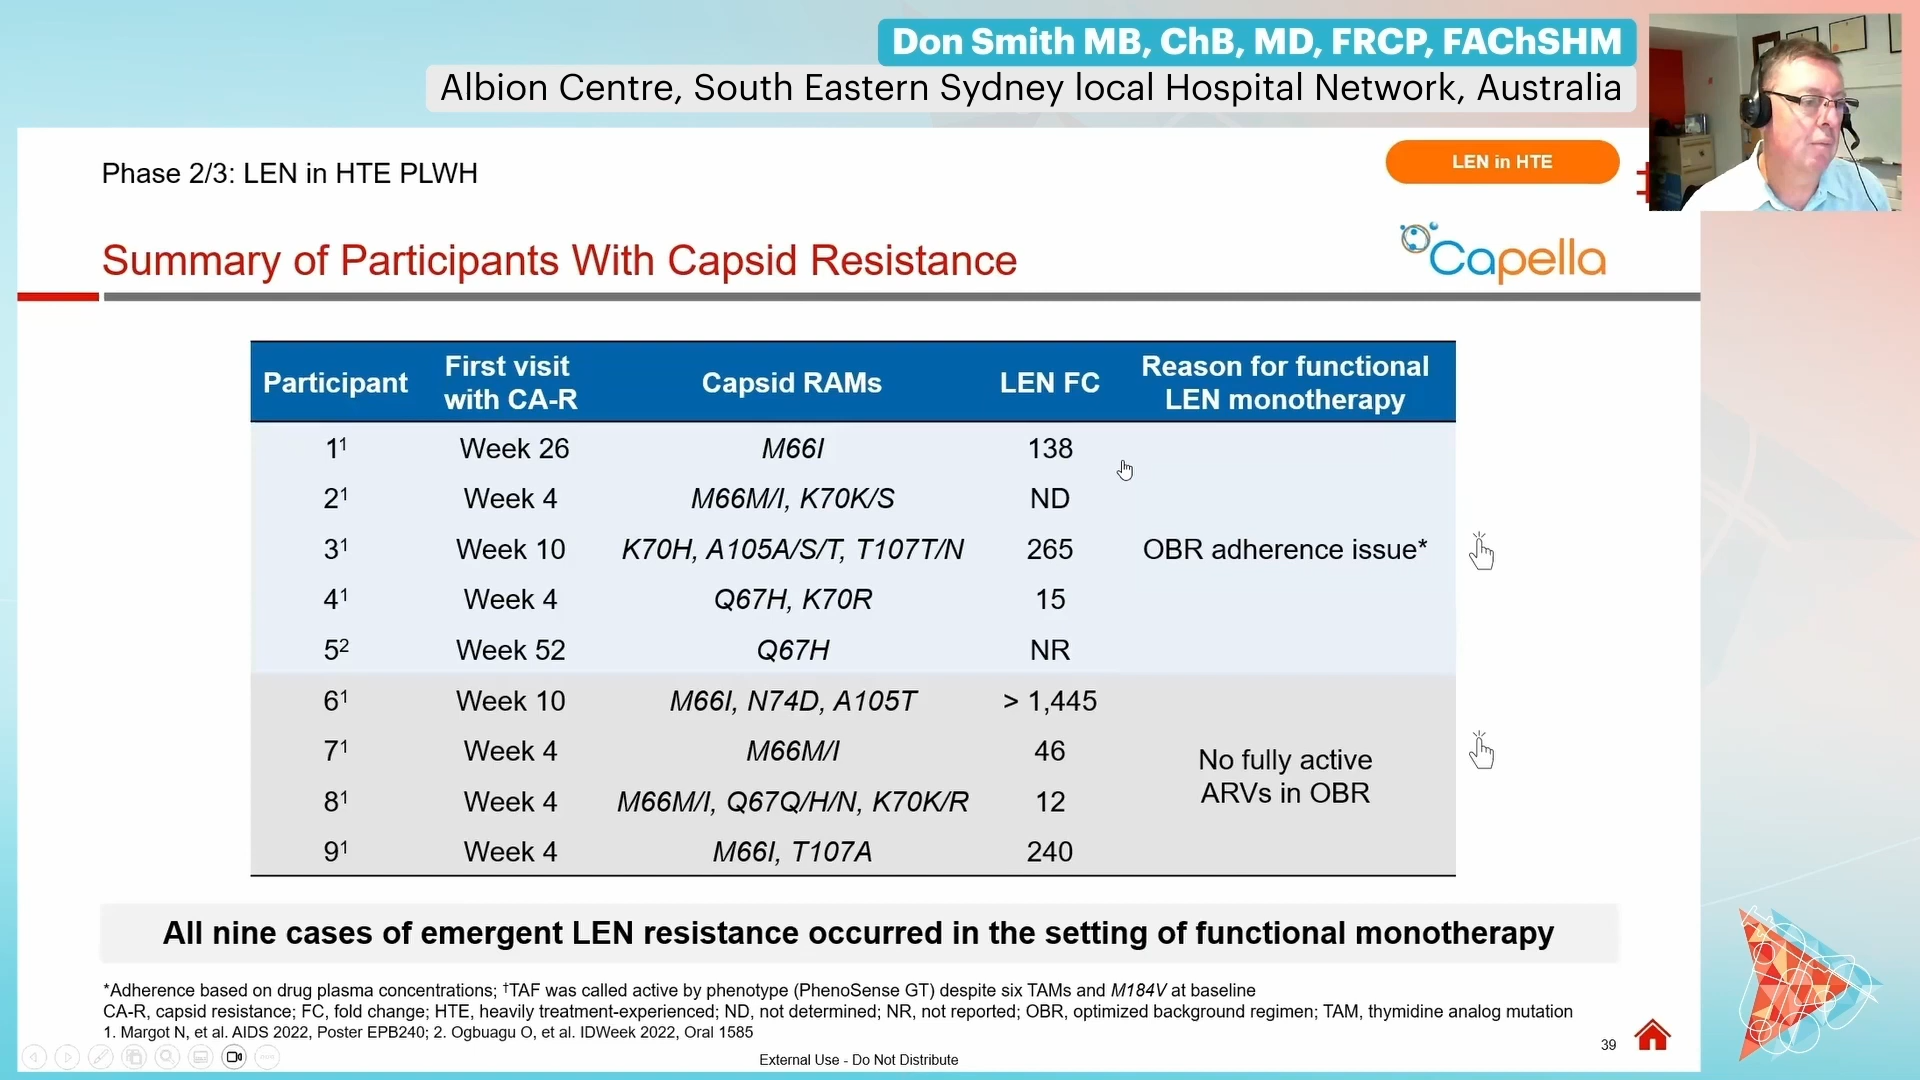 Don Smith MB, ChB, MD, FRCP, FAChSHM
Albion Centre, South Eastern Sydney local Hospital Network, Australia
Phase 2/3: LEN in HTE PLWH
LEN in HTE
Summary of Participants With Capsid Resistance
Capella
Participant First visit with CA-R Capsid RAMs LEN FC Reason for functional LEN monotherapy
1¹ Week 26 M66I 138
2¹ Week 4 M66M/I, K70K/S ND
3¹ Week 10 K70H, A105A/S/T, T107T/N 265 OBR adherence issue*
4¹ Week 4 Q67H, K70R 15
5² Week 52 Q67H NR
6¹ Week 10 M66I, N74D, A105T > 1,445
7¹ Week 4 M66M/I 46
No fully active
ARVs in OBR
8¹ Week 4 M66M/I, Q67Q/H/N, K70K/R 12
9¹ Week 4 M66I, T107A 240
All nine cases of emergent LEN resistance occurred in the setting of functional monotherapy
*Adherence based on drug plasma concentrations; †TAF was called active by phenotype (PhenoSense GT) despite six TAMs and M184V at baseline
CA-R, capsid resistance; FC, fold change; HTE, heavily treatment-experienced; ND, not determined; NR, not reported; OBR, optimized background regimen; TAM, thymidine analog mutation
1. Margot N, et al. AIDS 2022, Poster EPB240; 2. Ogbuagu O, et al. IDWeek 2022, Oral 1585
39
External Use - Do Not Distribute